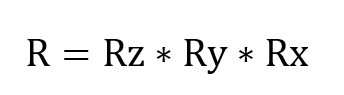 R = Rz ∗ Ry ∗ Rx